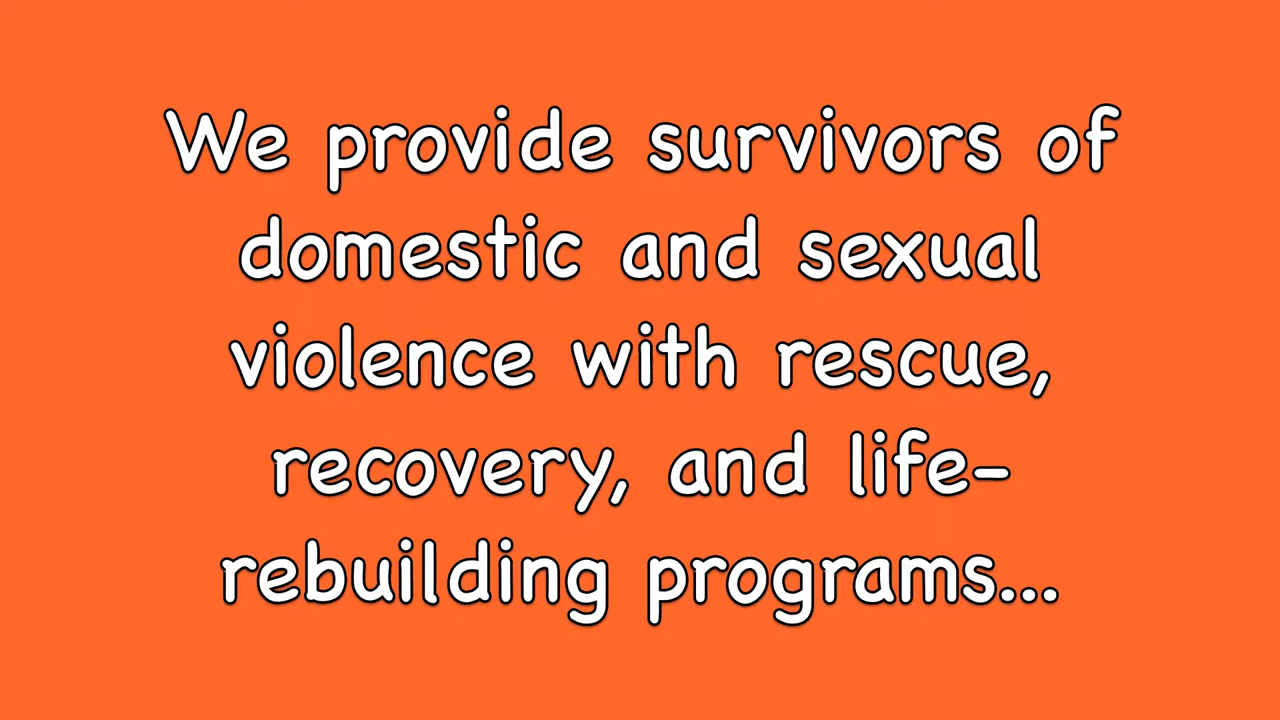 We provide survivors of
domestic and sexual
violence with rescue,
recovery, and life-
rebuilding programs...